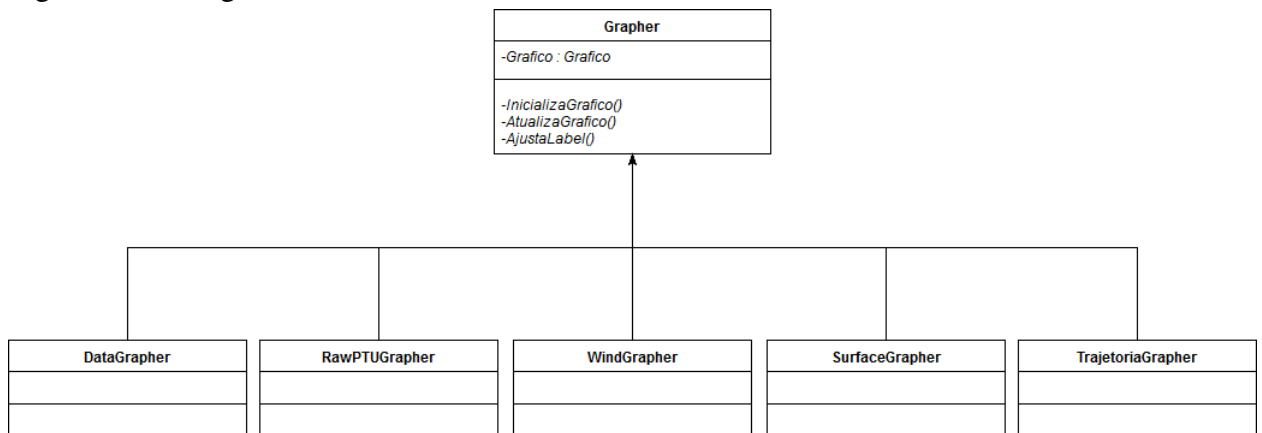 Grapher
-Grafico : Grafico
-InicializaGrafico()
-AtualizaGrafico()
-AjustaLabel()
DataGrapher
RawPTUGrapher
WindGrapher
SurfaceGrapher
TrajetoriaGrapher